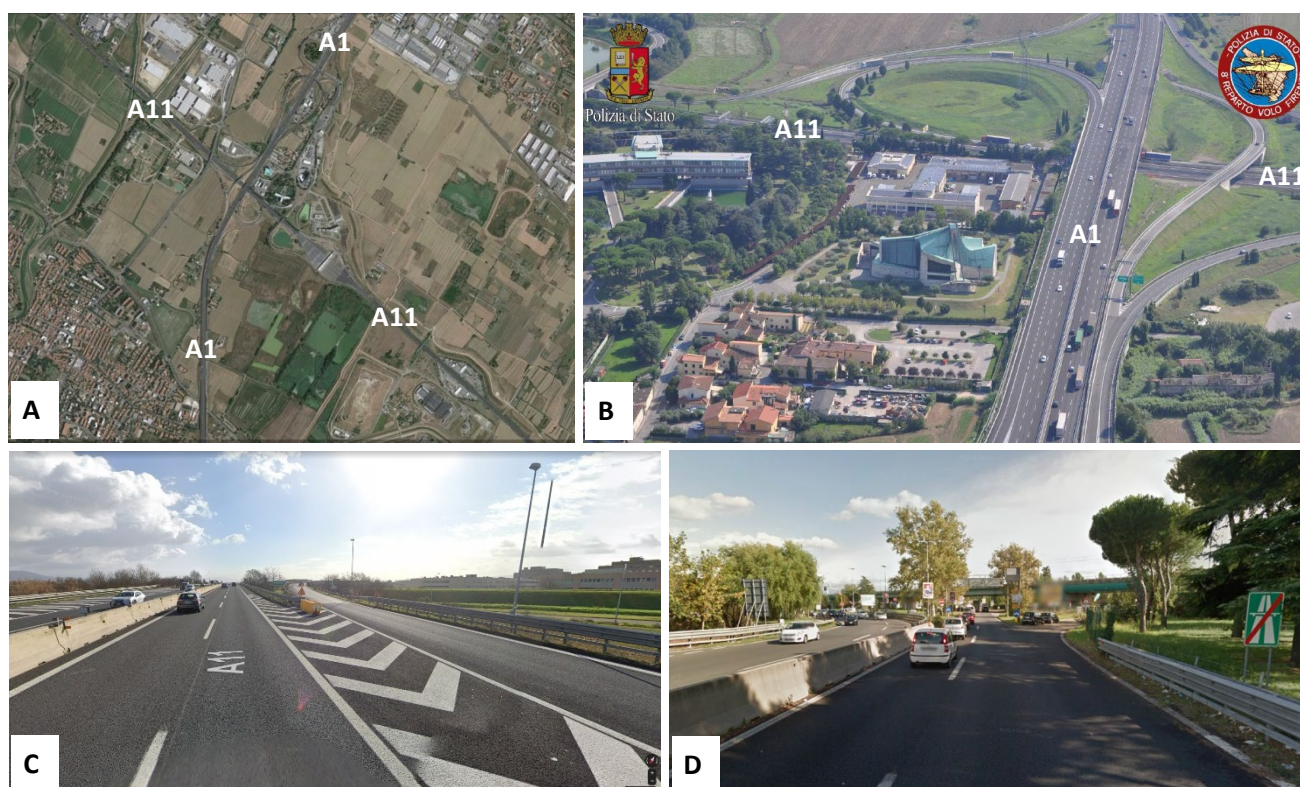 A1
A11
A11
A1
A
Polizia di Stato
POLIZIA DI STATO
8 REPARTO VOLO FIRENZE
A11
A11
A1
B
A11
C
D